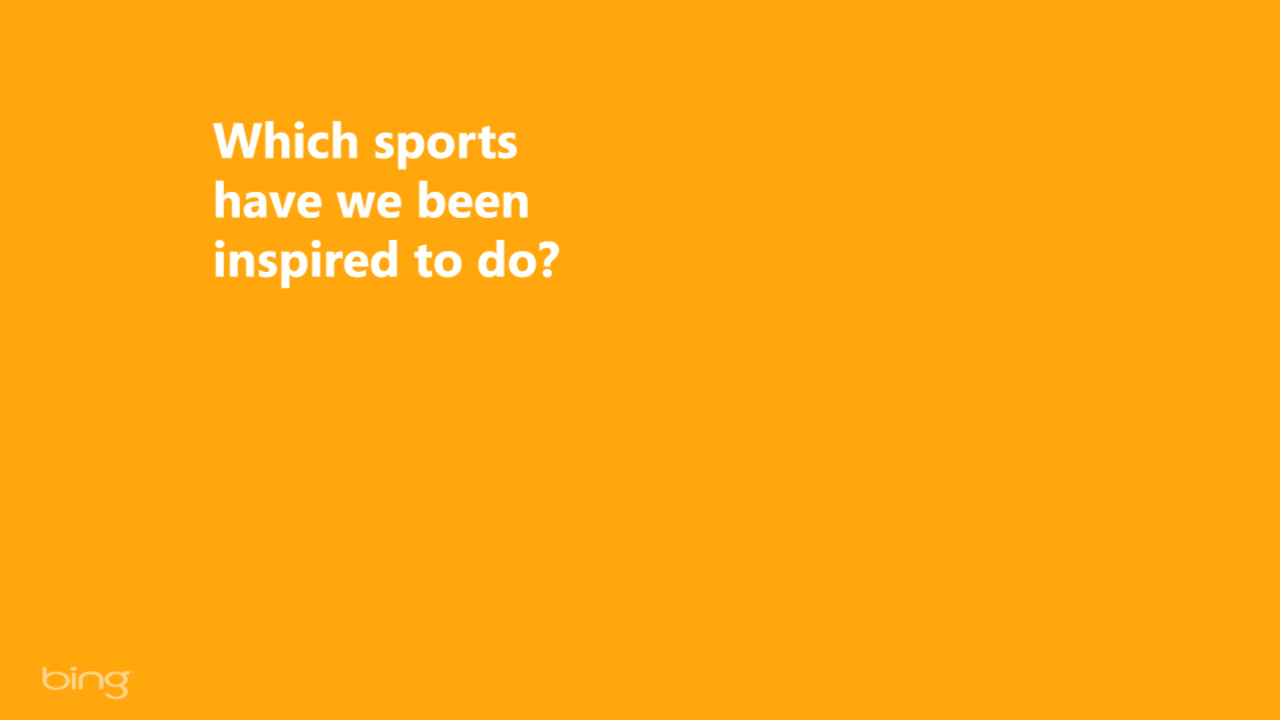 Which sports
have we been
inspired to do?
bing